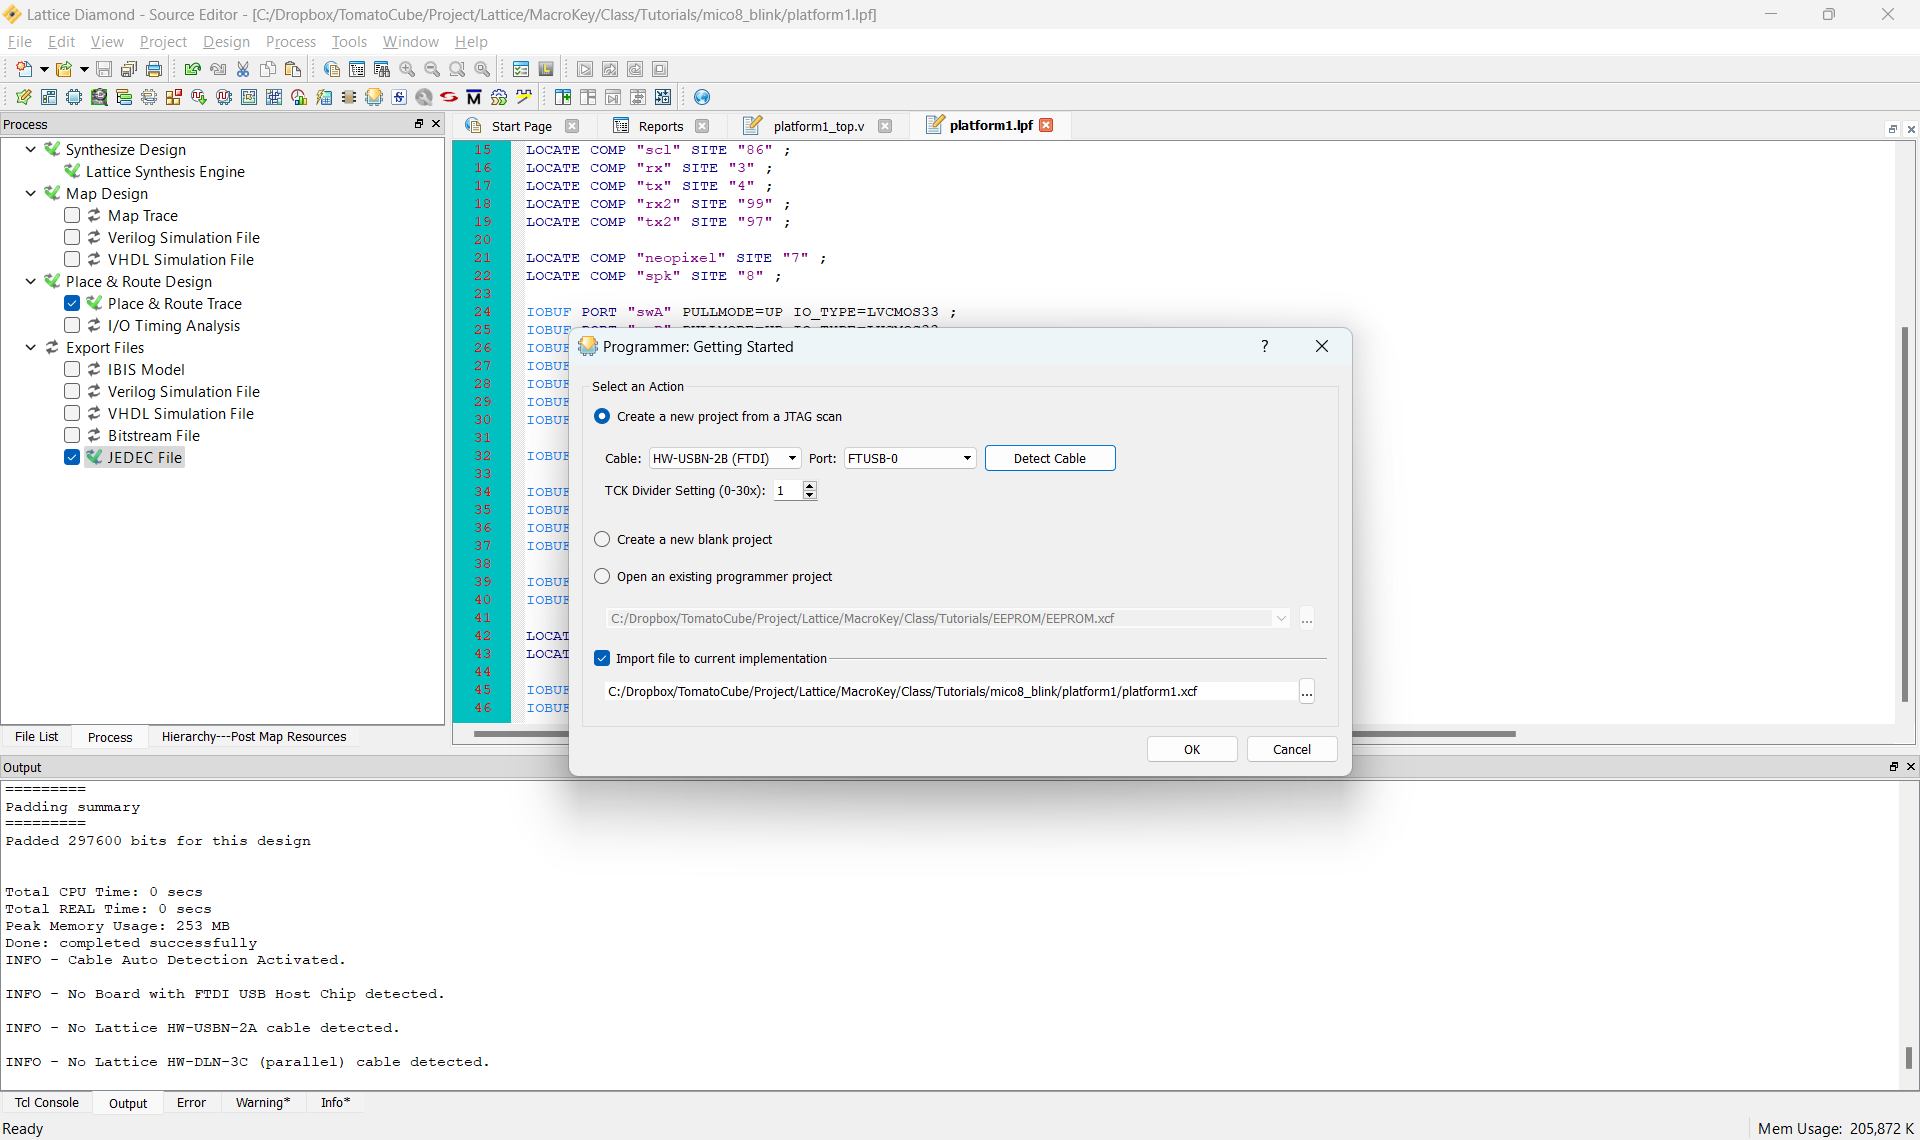 Lattice Diamond - Source Editor - [C:/Dropbox/TomatoCube/Project/Lattice/MacroKey/Class/Tutorials/mico8_blink/platform1.lpf]
File Edit View Project Design Process Tools Window Help
Process
Synthesize Design
Lattice Synthesis Engine
Map Design
Map Trace
Verilog Simulation File
VHDL Simulation File
Place & Route Design
Place & Route Trace
I/O Timing Analysis
Export Files
IBIS Model
Verilog Simulation File
VHDL Simulation File
Bitstream File
JEDEC File
File List Process Hierarchy---Post Map Resources
Start Page Reports platform1_top.v platform1.lpf
15 LOCATE COMP "scl" SITE "86" ;
16 LOCATE COMP "rx" SITE "3" ;
17 LOCATE COMP "tx" SITE "4" ;
18 LOCATE COMP "rx2" SITE "99" ;
19 LOCATE COMP "tx2" SITE "97" ;
20
21 LOCATE COMP "neopixel" SITE "7" ;
22 LOCATE COMP "spk" SITE "8" ;
23
24 IOBUF PORT "swA" PULLMODE=UP IO_TYPE=LVCMOS33 ;
25 IOBUF
26 IOBUF
27 IOBUF
28 IOBUF
29 IOBUF
30 IOBUF
31
32 IOBUF
33
34 IOBUF
35 IOBUF
36 IOBUF
37 IOBUF
38
39 IOBUF
40 IOBUF
41
42 LOCAT
43 LOCAT
44
45 IOBUF
46 IOBUF
Programmer: Getting Started ?
Select an Action
Create a new project from a JTAG scan
Cable: HW-USBN-2B (FTDI) Port: FTUSB-0 Detect Cable
TCK Divider Setting (0-30x): 1
Create a new blank project
Open an existing programmer project
C:/Dropbox/TomatoCube/Project/Lattice/MacroKey/Class/Tutorials/EEPROM/EEPROM.xcf ...
Import file to current implementation
C:/Dropbox/TomatoCube/Project/Lattice/MacroKey/Class/Tutorials/mico8_blink/platform1/platform1.xcf ...
OK Cancel
Output
=========
Padding summary
=========
Padded 297600 bits for this design
Total CPU Time: 0 secs
Total REAL Time: 0 secs
Peak Memory Usage: 253 MB
Done: completed successfully
INFO - Cable Auto Detection Activated.
INFO - No Board with FTDI USB Host Chip detected.
INFO - No Lattice HW-USBN-2A cable detected.
INFO - No Lattice HW-DLN-3C (parallel) cable detected.
Tcl Console Output Error Warning* Info*
Ready Mem Usage: 205,872 K